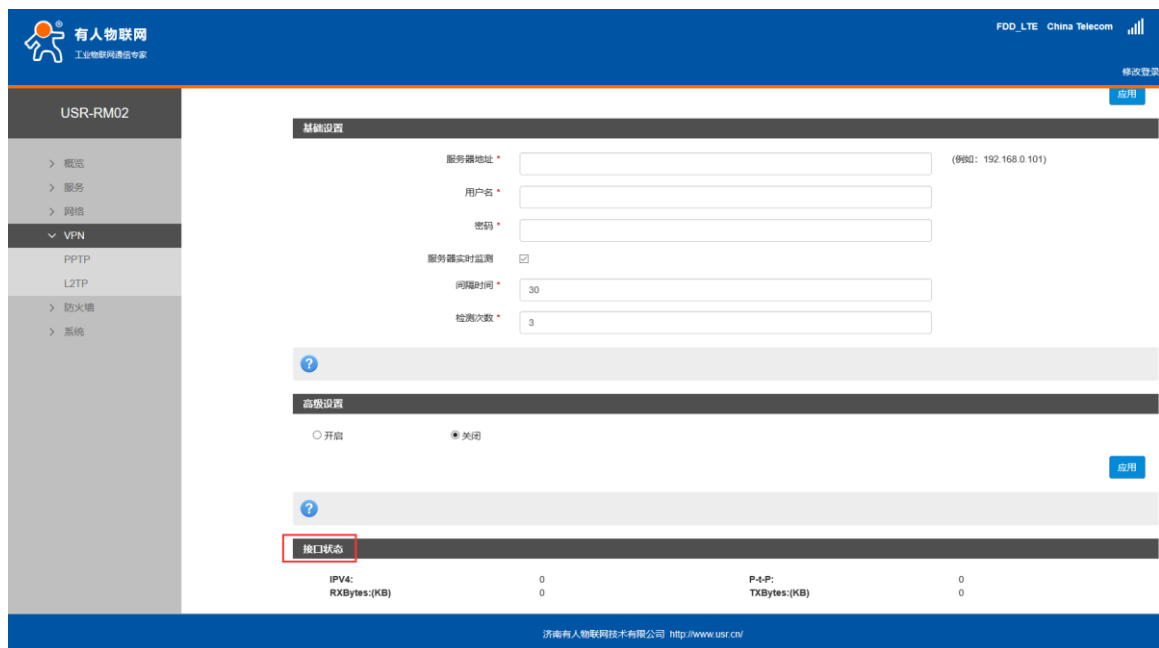 有人物联网
®
工业物联网通信专家
FDD_LTE China Telecom
修改登录
USR-RM02
应用
概览
服务
网络
VPN
PPTP
L2TP
防火墙
系统
基础设置
服务器地址 * (例如：192.168.0.101)
用户名 *
密码 *
服务器实时监测
间隔时间 * 30
检测次数 * 3
?
高级设置
开启 关闭
应用
?
接口状态
IPV4: 0 P-t-P: 0
RXBytes:(KB) 0 TXBytes:(KB) 0
济南有人物联网技术有限公司 http://www.usr.cn/